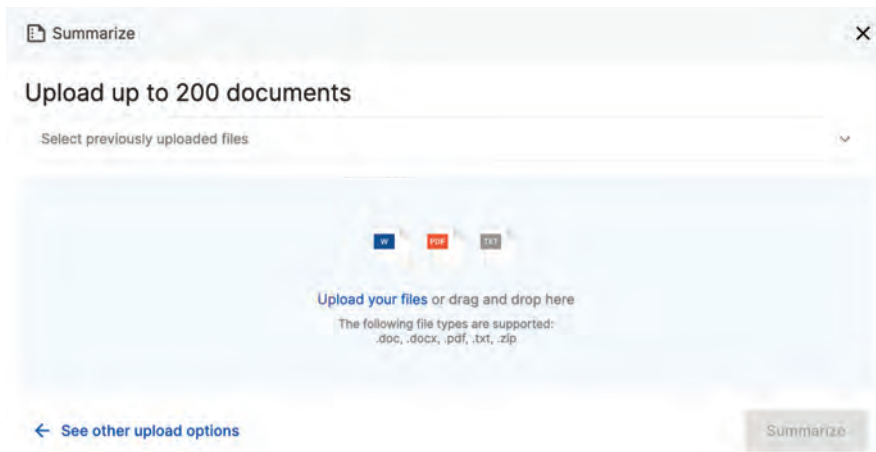 Summarize
Upload up to 200 documents
Select previously uploaded files
W PDF TXT
Upload your files or drag and drop here
The following file types are supported:
.doc, .docx, .pdf, .txt, .zip
See other upload options
Summarize